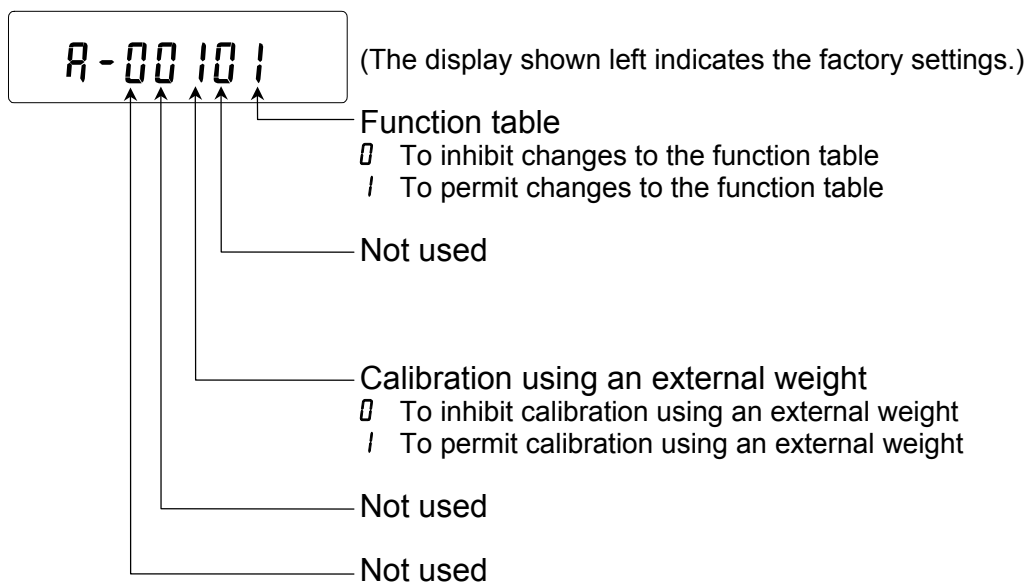 A-00101
(The display shown left indicates the factory settings.)
Function table
0 To inhibit changes to the function table
1 To permit changes to the function table
Not used
Calibration using an external weight
0 To inhibit calibration using an external weight
1 To permit calibration using an external weight
Not used
Not used